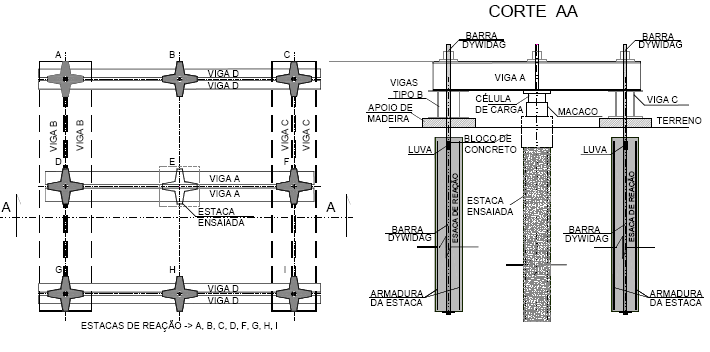 CORTE AA
A
B
C
VIGA D
VIGA D
VIGA B
VIGA B
VIGA C
VIGA C
D
E
F
VIGA A
VIGA A
A
A
ESTACA
ENSAIADA
G
H
I
VIGA D
VIGA D
ESTACAS DE REAÇÃO -> A, B, C, D, F, G, H, I
BARRA
DYWIDAG
BARRA
DYWIDAG
VIGA A
VIGAS
TIPO B
CÉLULA
DE CARGA
VIGA C
MACACO
APOIO DE
MADEIRA
TERRENO
BLOCO DE
CONCRETO
LUVA
LUVA
ESACA DE REAÇÃO
ESACA DE REAÇÃO
ESTACA
ENSAIADA
BARRA
DYWIDAG
BARRA
DYWIDAG
ARMADURA
DA ESTACA
ARMADURA
DA ESTACA